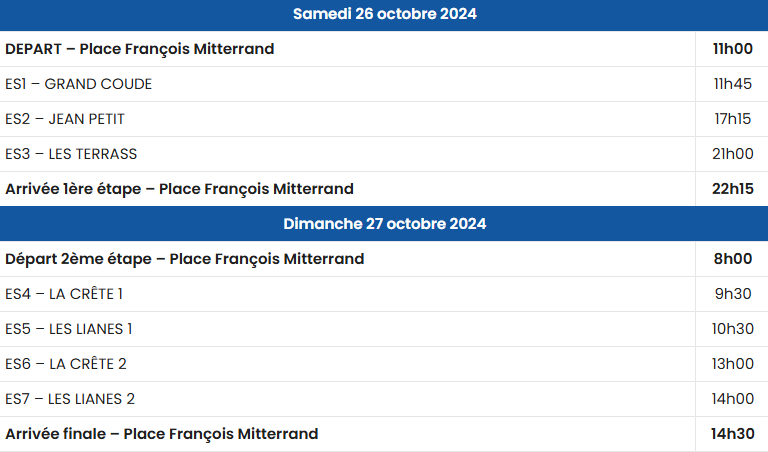 Samedi 26 octobre 2024
DEPART – Place François Mitterrand 11h00
ES1 – GRAND COUDE 11h45
ES2 – JEAN PETIT 17h15
ES3 – LES TERRASS 21h00
Arrivée 1ère étape – Place François Mitterrand 22h15
Dimanche 27 octobre 2024
Départ 2ème étape – Place François Mitterrand 8h00
ES4 – LA CRÊTE 1 9h30
ES5 – LES LIANES 1 10h30
ES6 – LA CRÊTE 2 13h00
ES7 – LES LIANES 2 14h00
Arrivée finale – Place François Mitterrand 14h30